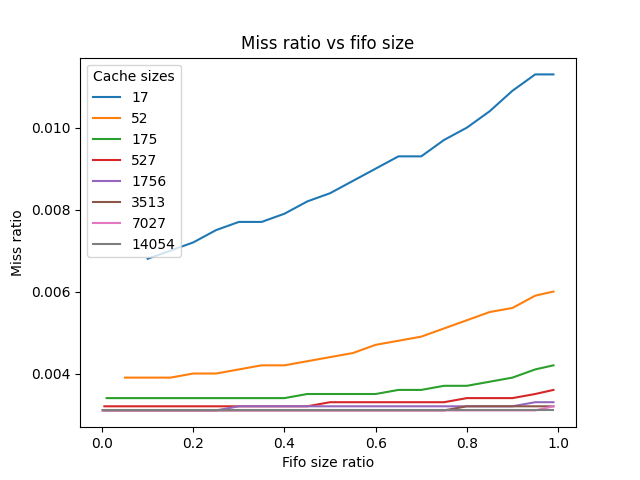 Miss ratio vs fifo size
Cache sizes
17
52
175
527
1756
3513
7027
14054
0.010
0.008
0.006
0.004
Miss ratio
0.0 0.2 0.4 0.6 0.8 1.0
Fifo size ratio